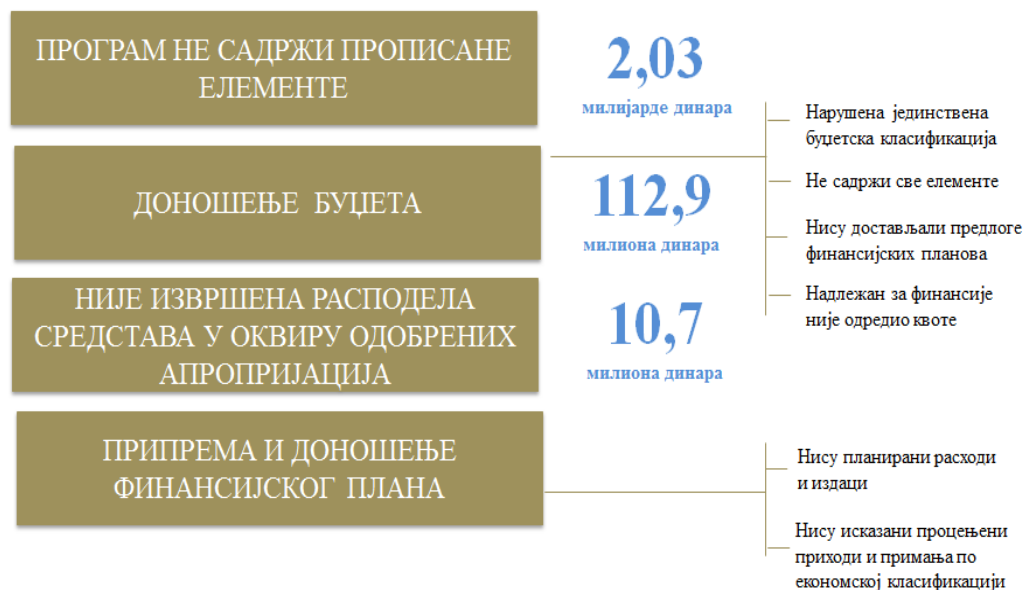 ПРОГРАМ НЕ САДРЖИ ПРОПИСАНЕ
ЕЛЕМЕНТЕ
2,03
милијарде динара
ДОНОШЕЊЕ БУЏЕТА
112,9
милиона динара
Нарушена јединствена
буџетска класификација
Не садржи све елементе
Нису достављали предлоге
финансијских планова
Надлежан за финансије
није одредио квоте
НИЈЕ ИЗВРШЕНА РАСПОДЕЛА
СРЕДСТАВА У ОКВИРУ ОДОБРЕНИХ
АПРОПРИЈАЦИЈА
10,7
милиона динара
ПРИПРЕМА И ДОНОШЕЊЕ
ФИНАНСИЈСКОГ ПЛАНА
Нису планирани расходи
и издаци
Нису исказани процењени
приходи и примања по
економској класификацији